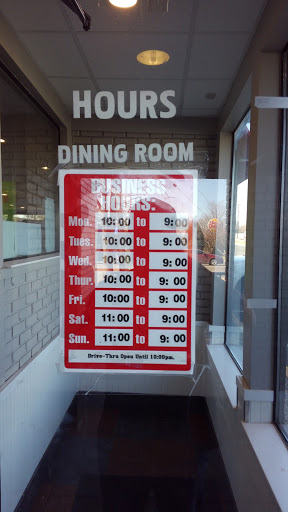 HOURS
DINING ROOM
BUSINESS
HOURS:
Mon. 10:00 to 9:00
Tues. 10:00 to 9:00
Wed. 10:00 to 9:00
Thur. 10:00 to 9:00
Fri. 10:00 to 9:00
Sat. 11:00 to 9:00
Sun. 11:00 to 9:00
Drive-Thru Open Until 10:00pm.